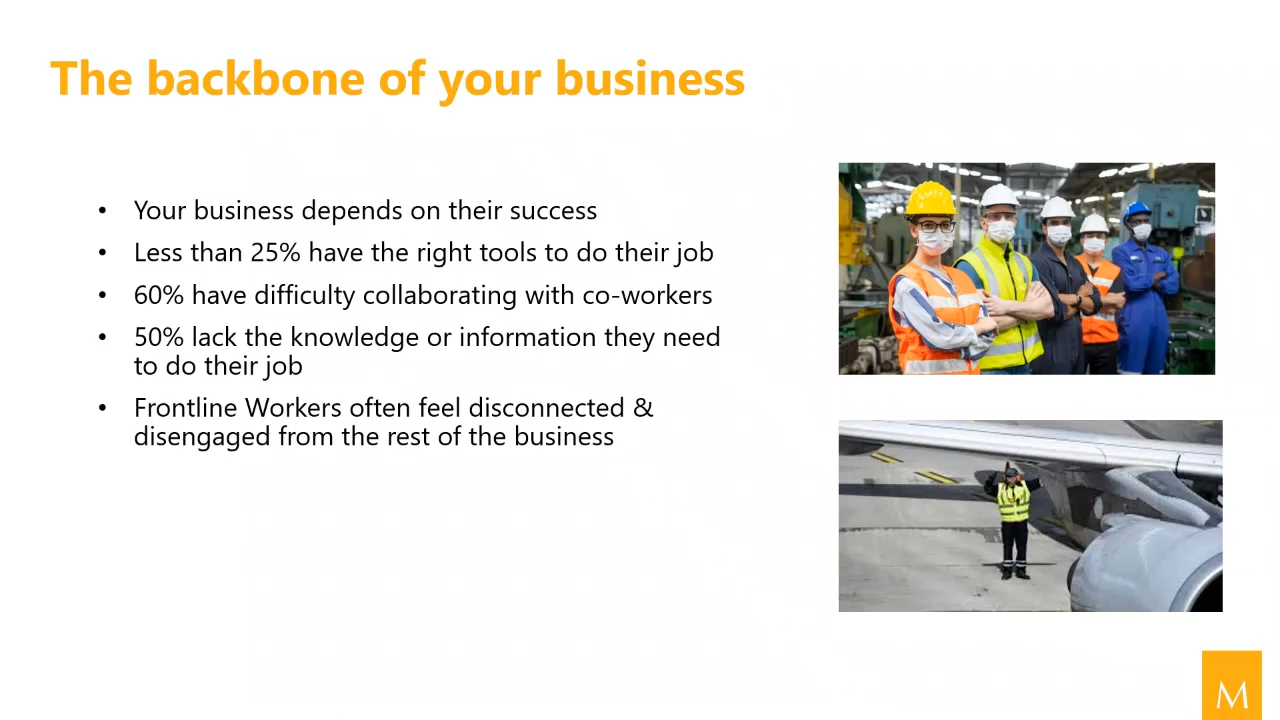 The backbone of your business
• Your business depends on their success
• Less than 25% have the right tools to do their job
• 60% have difficulty collaborating with co-workers
• 50% lack the knowledge or information they need
to do their job
• Frontline Workers often feel disconnected &
disengaged from the rest of the business
M